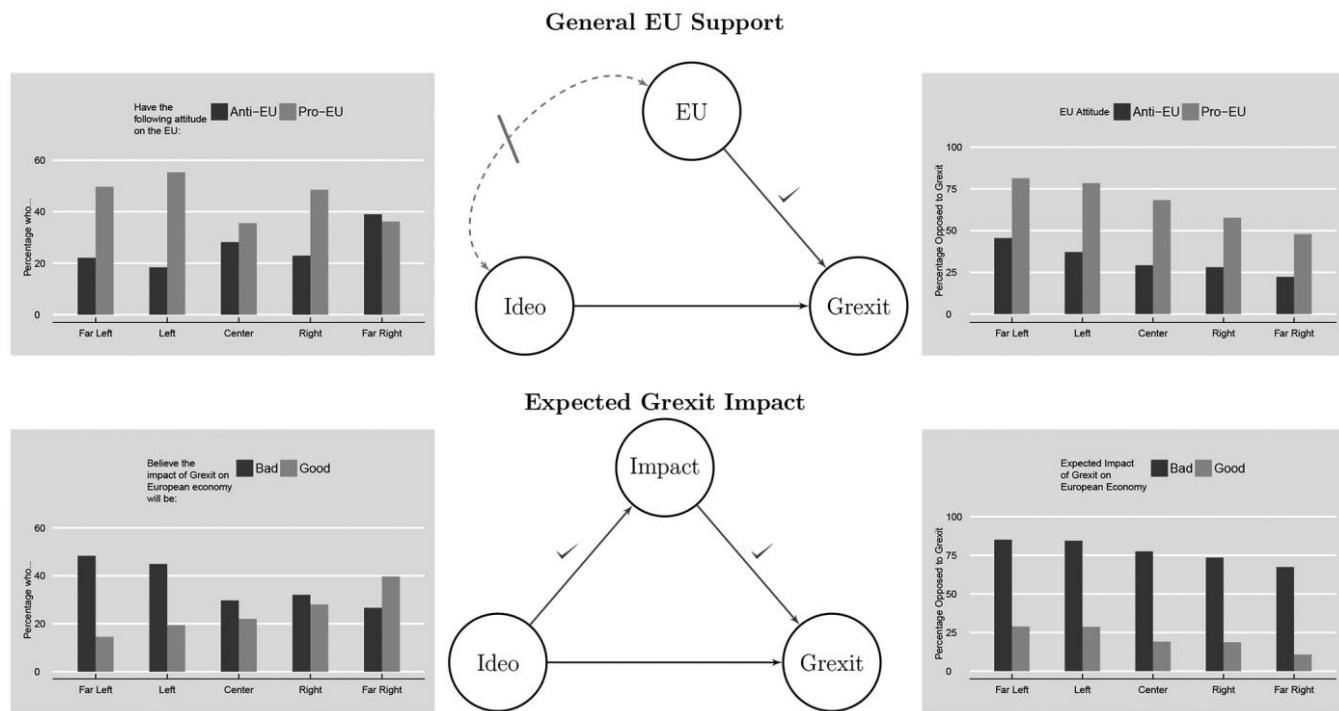 General EU Support
Have the
following attitude
on the EU:
Anti−EU Pro−EU
Percentage who...
60
40
20
0
Far Left Left Center Right Far Right
EU
Ideo
Grexit
EU Attitude Anti−EU Pro−EU
Percentage Opposed to Grexit
100
75
50
25
0
Far Left Left Center Right Far Right
Expected Grexit Impact
Believe the
impact of Grexit on
European economy
will be:
Bad Good
Percentage who...
60
40
20
0
Far Left Left Center Right Far Right
Impact
Ideo
Grexit
Expected Impact
of Grexit on
European Economy
Bad Good
Percentage Opposed to Grexit
100
75
50
25
0
Far Left Left Center Right Far Right